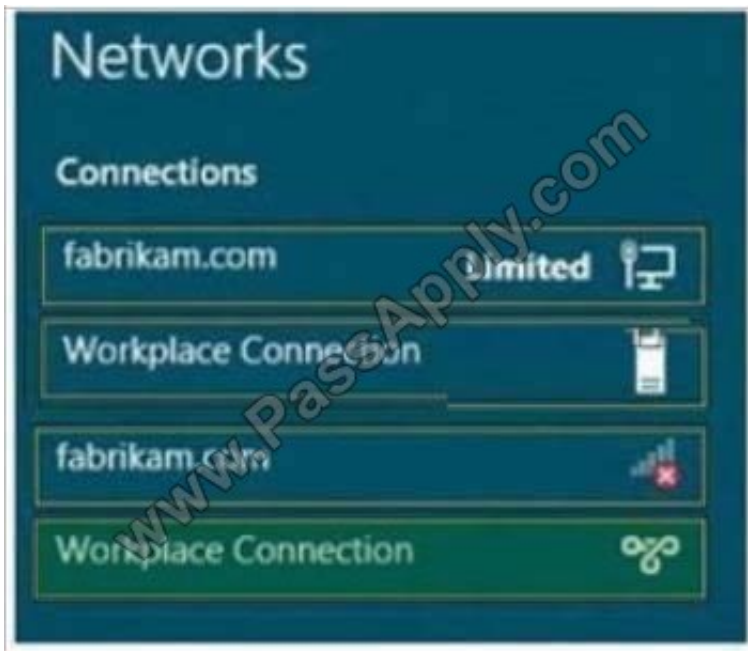 Networks
Connections
fabrikam.com Limited
Workplace Connection
fabrikam.com
Workplace Connection
www.PassApply.com